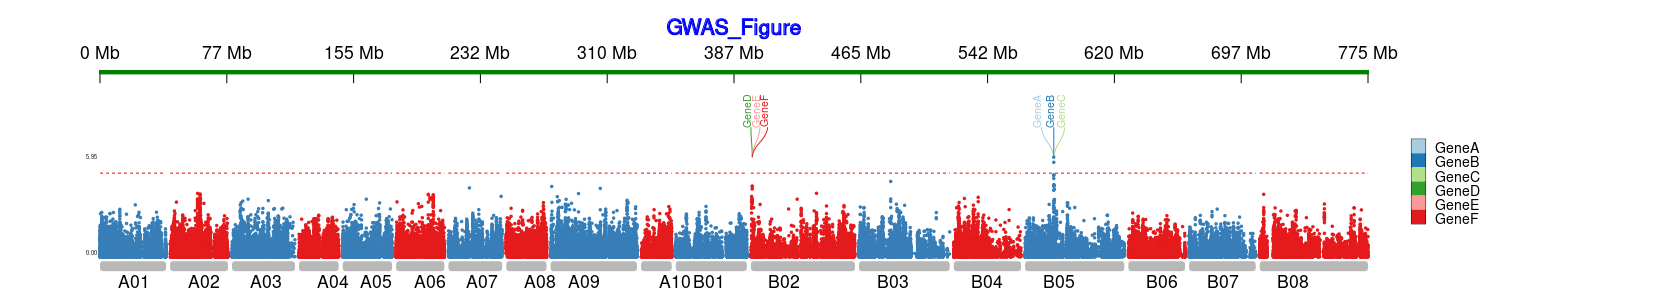 GWAS_Figure
0 Mb 77 Mb 155 Mb 232 Mb 310 Mb 387 Mb 465 Mb 542 Mb 620 Mb 697 Mb 775 Mb
GeneD GeneE GeneF GeneA GeneB GeneC
5.95
0.00
A01 A02 A03 A04 A05 A06 A07 A08 A09 A10 B01 B02 B03 B04 B05 B06 B07 B08
GeneA
GeneB
GeneC
GeneD
GeneE
GeneF